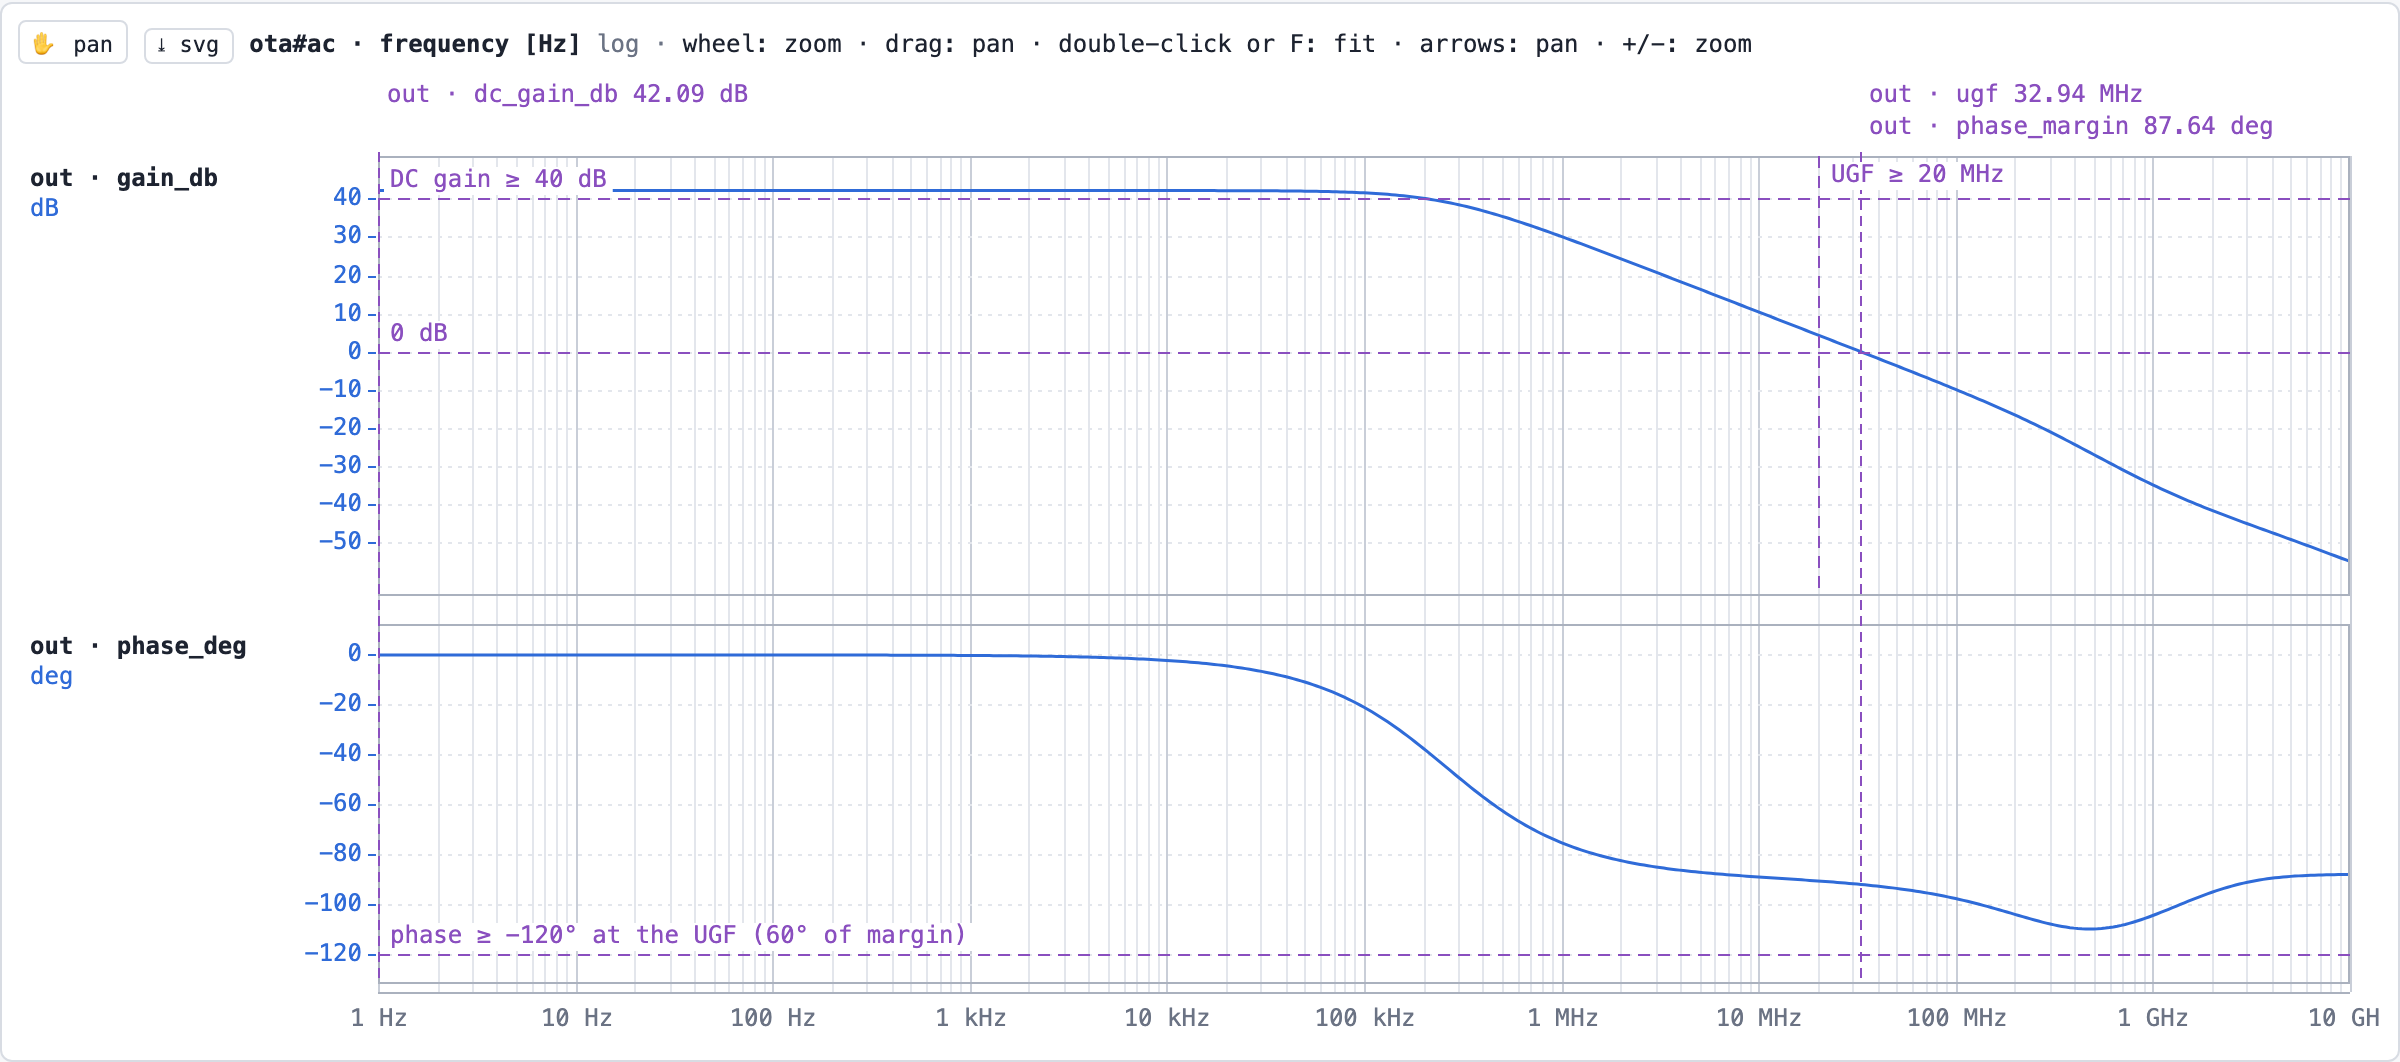 ✋ pan ⤓ svg ota#ac · frequency [Hz] log · wheel: zoom · drag: pan · double-click or F: fit · arrows: pan · +/−: zoom
out · dc_gain_db 42.09 dB
out · ugf 32.94 MHz
out · phase_margin 87.64 deg
out · gain_db
dB
DC gain ≥ 40 dB
UGF ≥ 20 MHz
40
30
20
10
0 dB
0
−10
−20
−30
−40
−50
out · phase_deg
deg
0
−20
−40
−60
−80
−100
phase ≥ −120° at the UGF (60° of margin)
−120
1 Hz 10 Hz 100 Hz 1 kHz 10 kHz 100 kHz 1 MHz 10 MHz 100 MHz 1 GHz 10 GH